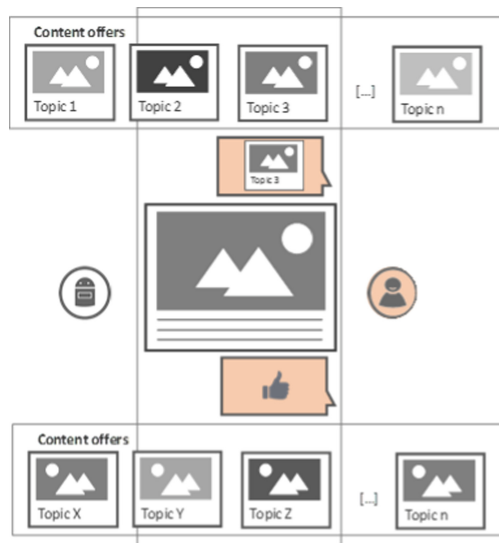 Content offers
Topic 1
Topic 2
Topic 3
[...]
Topic n
Topic 3
Content offers
Topic X
Topic Y
Topic Z
[...]
Topic n